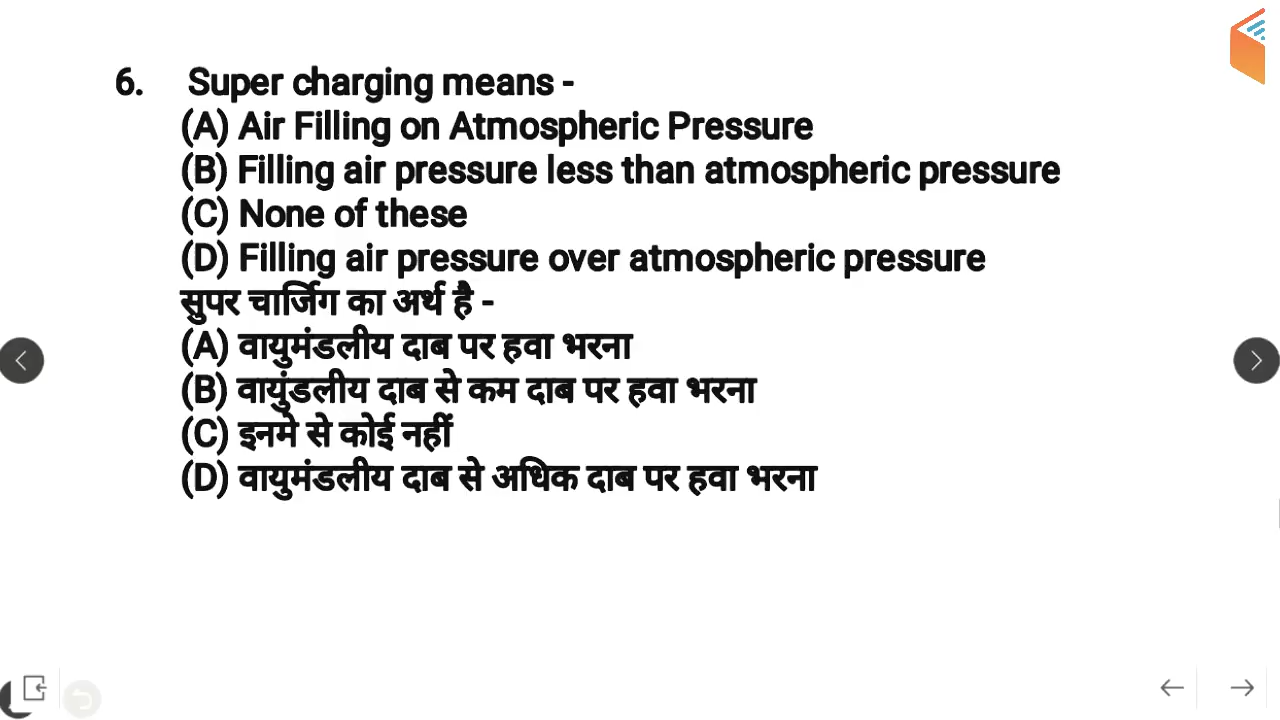 6. Super charging means -
(A) Air Filling on Atmospheric Pressure
(B) Filling air pressure less than atmospheric pressure
(C) None of these
(D) Filling air pressure over atmospheric pressure
सुपर चार्जिग का अर्थ है -
(A) वायुमंडलीय दाब पर हवा भरना
(B) वायुंडलीय दाब से कम दाब पर हवा भरना
(C) इनमे से कोई नहीं
(D) वायुमंडलीय दाब से अधिक दाब पर हवा भरना